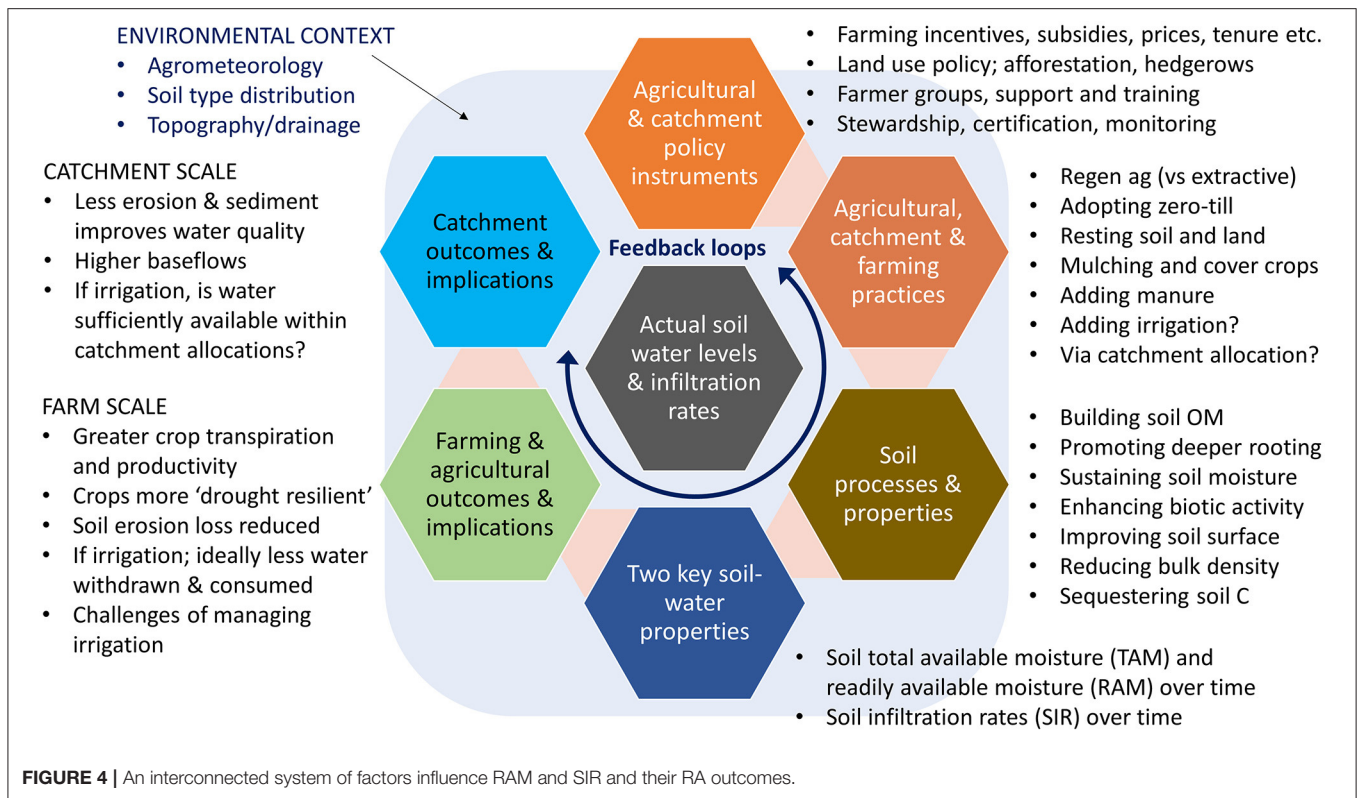 ENVIRONMENTAL CONTEXT
• Agrometeorology
• Soil type distribution
• Topography/drainage
Agricultural
& catchment
policy
instruments
• Farming incentives, subsidies, prices, tenure etc.
• Land use policy; afforestation, hedgerows
• Farmer groups, support and training
• Stewardship, certification, monitoring
CATCHMENT SCALE
• Less erosion & sediment
improves water quality
• Higher baseflows
• If irrigation, is water
sufficiently available within
catchment allocations?
Catchment
outcomes &
implications
Feedback loops
Agricultural,
catchment &
farming
practices
• Regen ag (vs extractive)
• Adopting zero-till
• Resting soil and land
• Mulching and cover crops
• Adding manure
• Adding irrigation?
• Via catchment allocation?
Actual soil
water levels
& infiltration
rates
FARM SCALE
• Greater crop transpiration
and productivity
• Crops more ‘drought resilient’
• Soil erosion loss reduced
• If irrigation; ideally less water
withdrawn & consumed
• Challenges of managing
irrigation
Farming &
agricultural
outcomes &
implications
Soil
processes &
properties
• Building soil OM
• Promoting deeper rooting
• Sustaining soil moisture
• Enhancing biotic activity
• Improving soil surface
• Reducing bulk density
• Sequestering soil C
Two key soil-
water
properties
• Soil total available moisture (TAM) and
readily available moisture (RAM) over time
• Soil infiltration rates (SIR) over time
FIGURE 4 | An interconnected system of factors influence RAM and SIR and their RA outcomes.